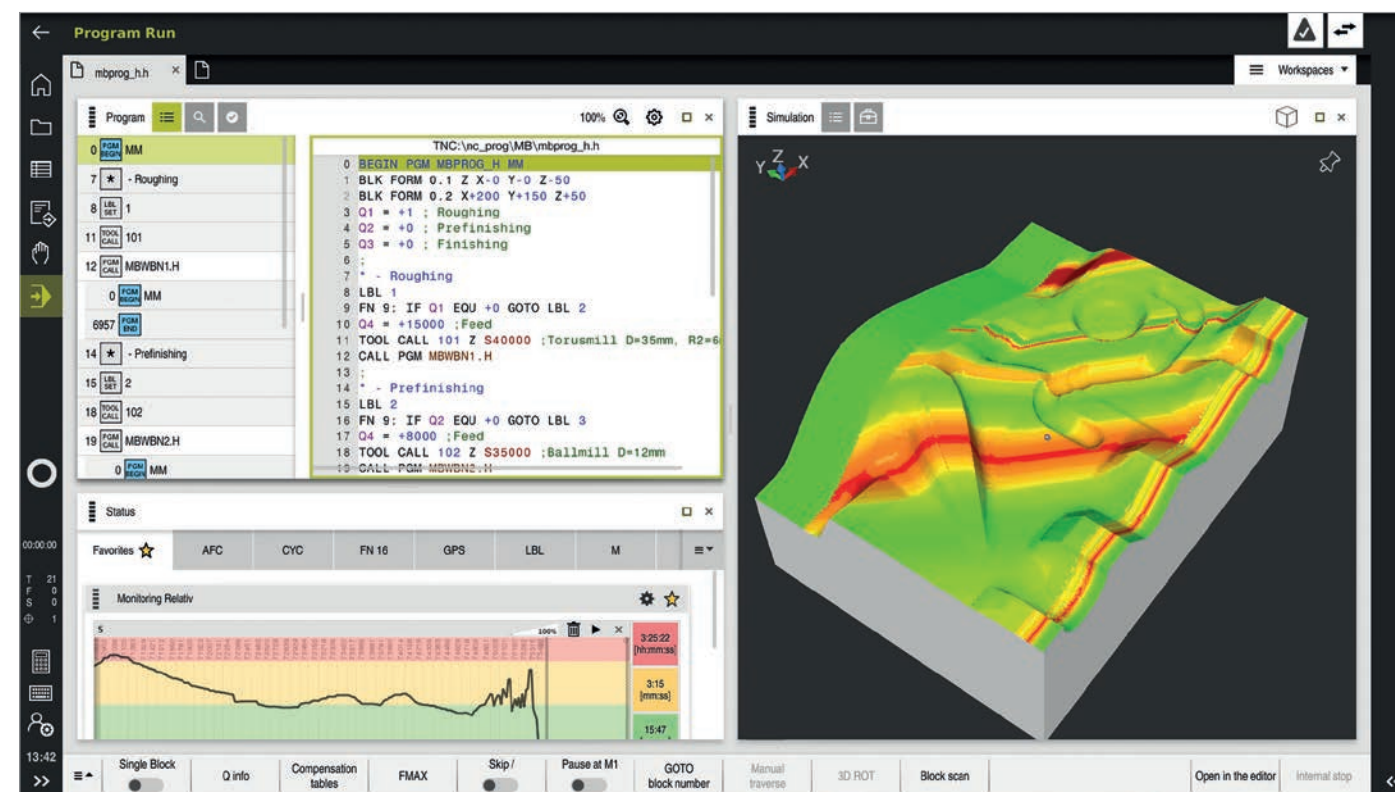 Program Run
mbprog_h.h ×
Workspaces
Program
100%
Simulation
0 PGM BEGIN MM
7 * - Roughing
8 LBL SET 1
11 TOOL CALL 101
12 PGM CALL MBWBN1.H
0 PGM BEGIN MM
6957 PGM END
14 * - Prefinishing
15 LBL SET 2
18 TOOL CALL 102
19 PGM CALL MBWBN2.H
0 PGM BEGIN MM
TNC:\nc_prog\MB\mbprog_h.h
0 BEGIN PGM MBPROG_H MM
1 BLK FORM 0.1 Z X-0 Y-0 Z-50
2 BLK FORM 0.2 X+200 Y+150 Z+50
3 Q1 = +1 ; Roughing
4 Q2 = +0 ; Prefinishing
5 Q3 = +0 ; Finishing
6 ;
7 * - Roughing
8 LBL 1
9 FN 9: IF Q1 EQU +0 GOTO LBL 2
10 Q4 = +15000 ;Feed
11 TOOL CALL 101 Z S40000 ;Torusmill D=35mm, R2=6
12 CALL PGM MBWBN1.H
13 ;
14 * - Prefinishing
15 LBL 2
16 FN 9: IF Q2 EQU +0 GOTO LBL 3
17 Q4 = +8000 ;Feed
18 TOOL CALL 102 Z S35000 ;Ballmill D=12mm
19 CALL PGM MBWBN2.H
Y Z X
Status
Favorites AFC CYC FN 16 GPS LBL M
Monitoring Relativ
S
100%
3:25:22
[hh:mm:ss]
3:15
[mm:ss]
15:47
00:00:00
T 21
F 0
S 0
1
13:42
Single Block
Q info
Compensation
tables
FMAX
Skip /
Pause at M1
GOTO
block number
Manual
traverse
3D ROT
Block scan
Open in the editor
Internal stop